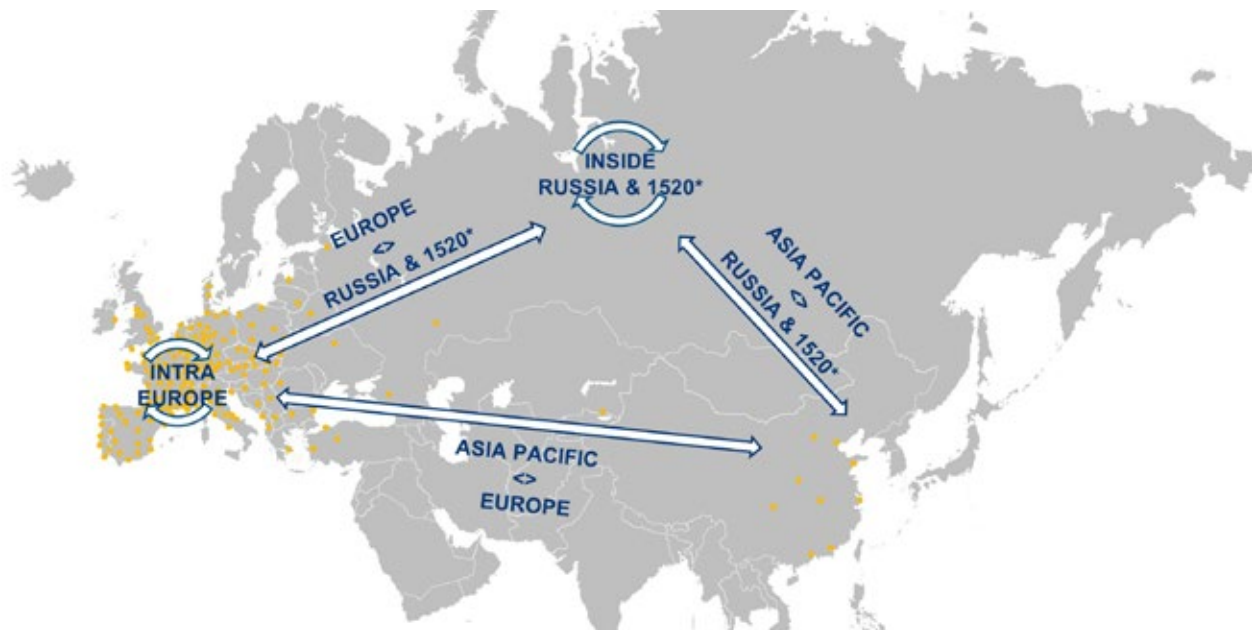 INSIDE
RUSSIA & 1520*
EUROPE
<>
RUSSIA & 1520*
ASIA PACIFIC
<>
RUSSIA & 1520*
INTRA
EUROPE
ASIA PACIFIC
<>
EUROPE